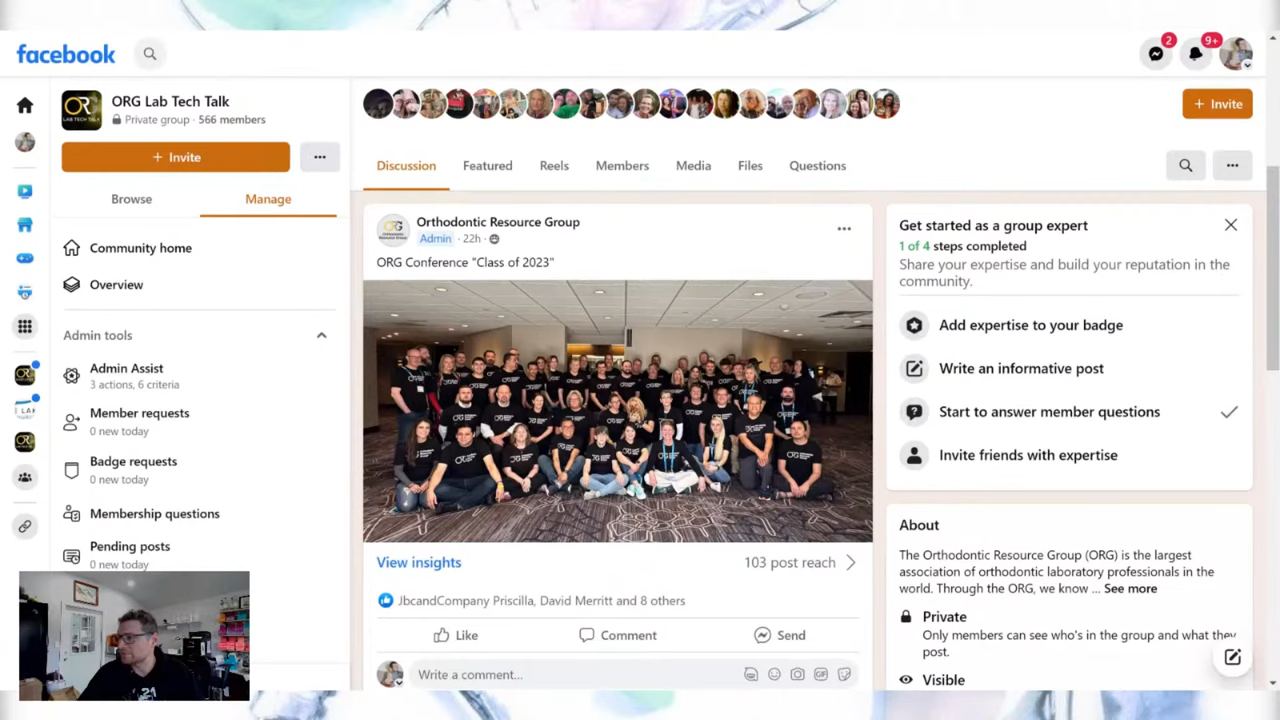 facebook
2
9+
ORG Lab Tech Talk
Private group · 566 members
+ Invite
Browse
Manage
Community home
Overview
Admin tools
Admin Assist
3 actions, 6 criteria
Member requests
0 new today
Badge requests
0 new today
Membership questions
Pending posts
0 new today
+ Invite
Discussion
Featured
Reels
Members
Media
Files
Questions
Orthodontic Resource Group
Admin · 22h ·
ORG Conference "Class of 2023"
View insights
103 post reach
JbcandCompany Priscilla, David Merritt and 8 others
Like
Comment
Send
Write a comment...
Get started as a group expert
1 of 4 steps completed
Share your expertise and build your reputation in the
community.
Add expertise to your badge
Write an informative post
Start to answer member questions
Invite friends with expertise
About
The Orthodontic Resource Group (ORG) is the largest
association of orthodontic laboratory professionals in the
world. Through the ORG, we know ... See more
Private
Only members can see who's in the group and what they
post.
Visible